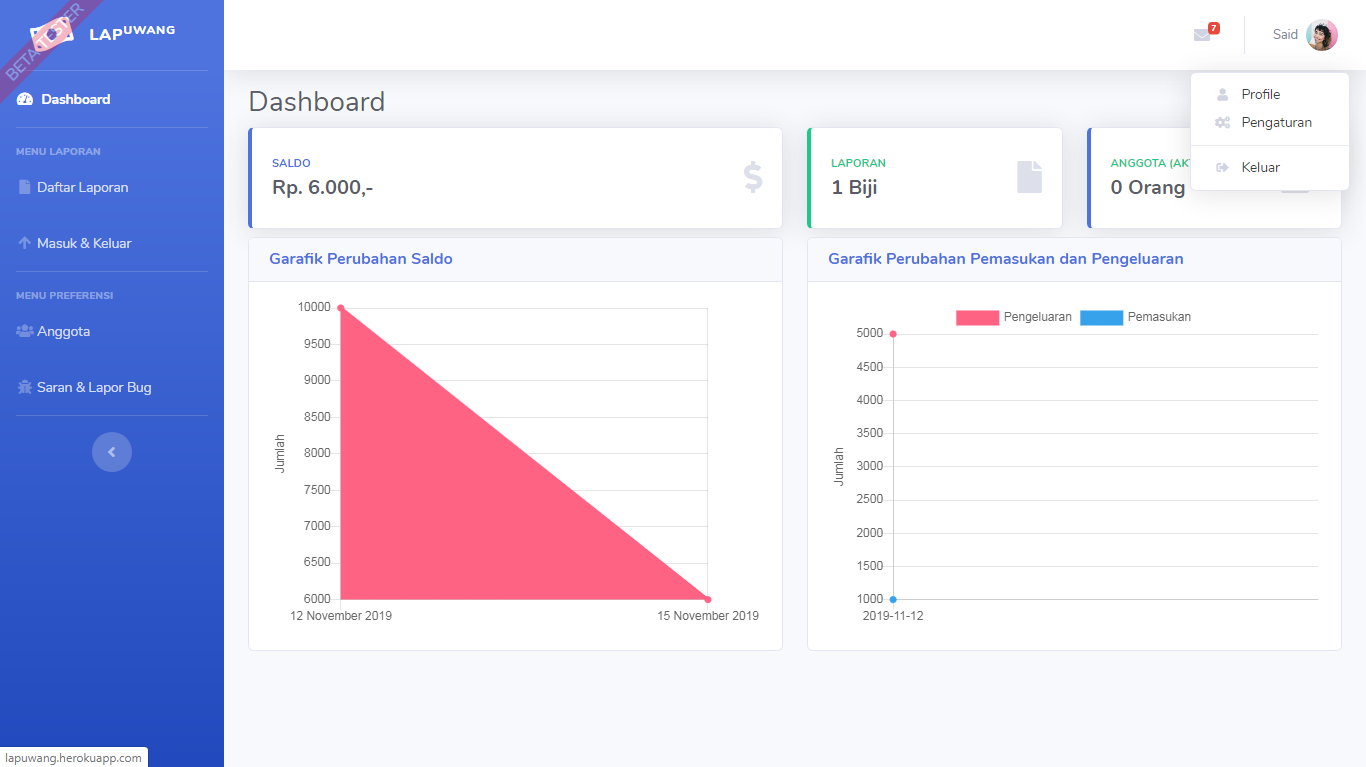 BETA TESTER
LAPUWANG
7
Said
Dashboard
MENU LAPORAN
Daftar Laporan
Masuk & Keluar
MENU PREFERENSI
Anggota
Saran & Lapor Bug
Profile
Pengaturan
Keluar
Dashboard
SALDO
Rp. 6.000,-
$
LAPORAN
1 Biji
ANGGOTA (AKT
0 Orang
Garafik Perubahan Saldo
10000
9500
9000
8500
8000
7500
7000
6500
6000
Jumlah
12 November 2019
15 November 2019
Garafik Perubahan Pemasukan dan Pengeluaran
Pengeluaran Pemasukan
5000
4500
4000
3500
3000
2500
2000
1500
1000
Jumlah
2019-11-12
lapuwang.herokuapp.com